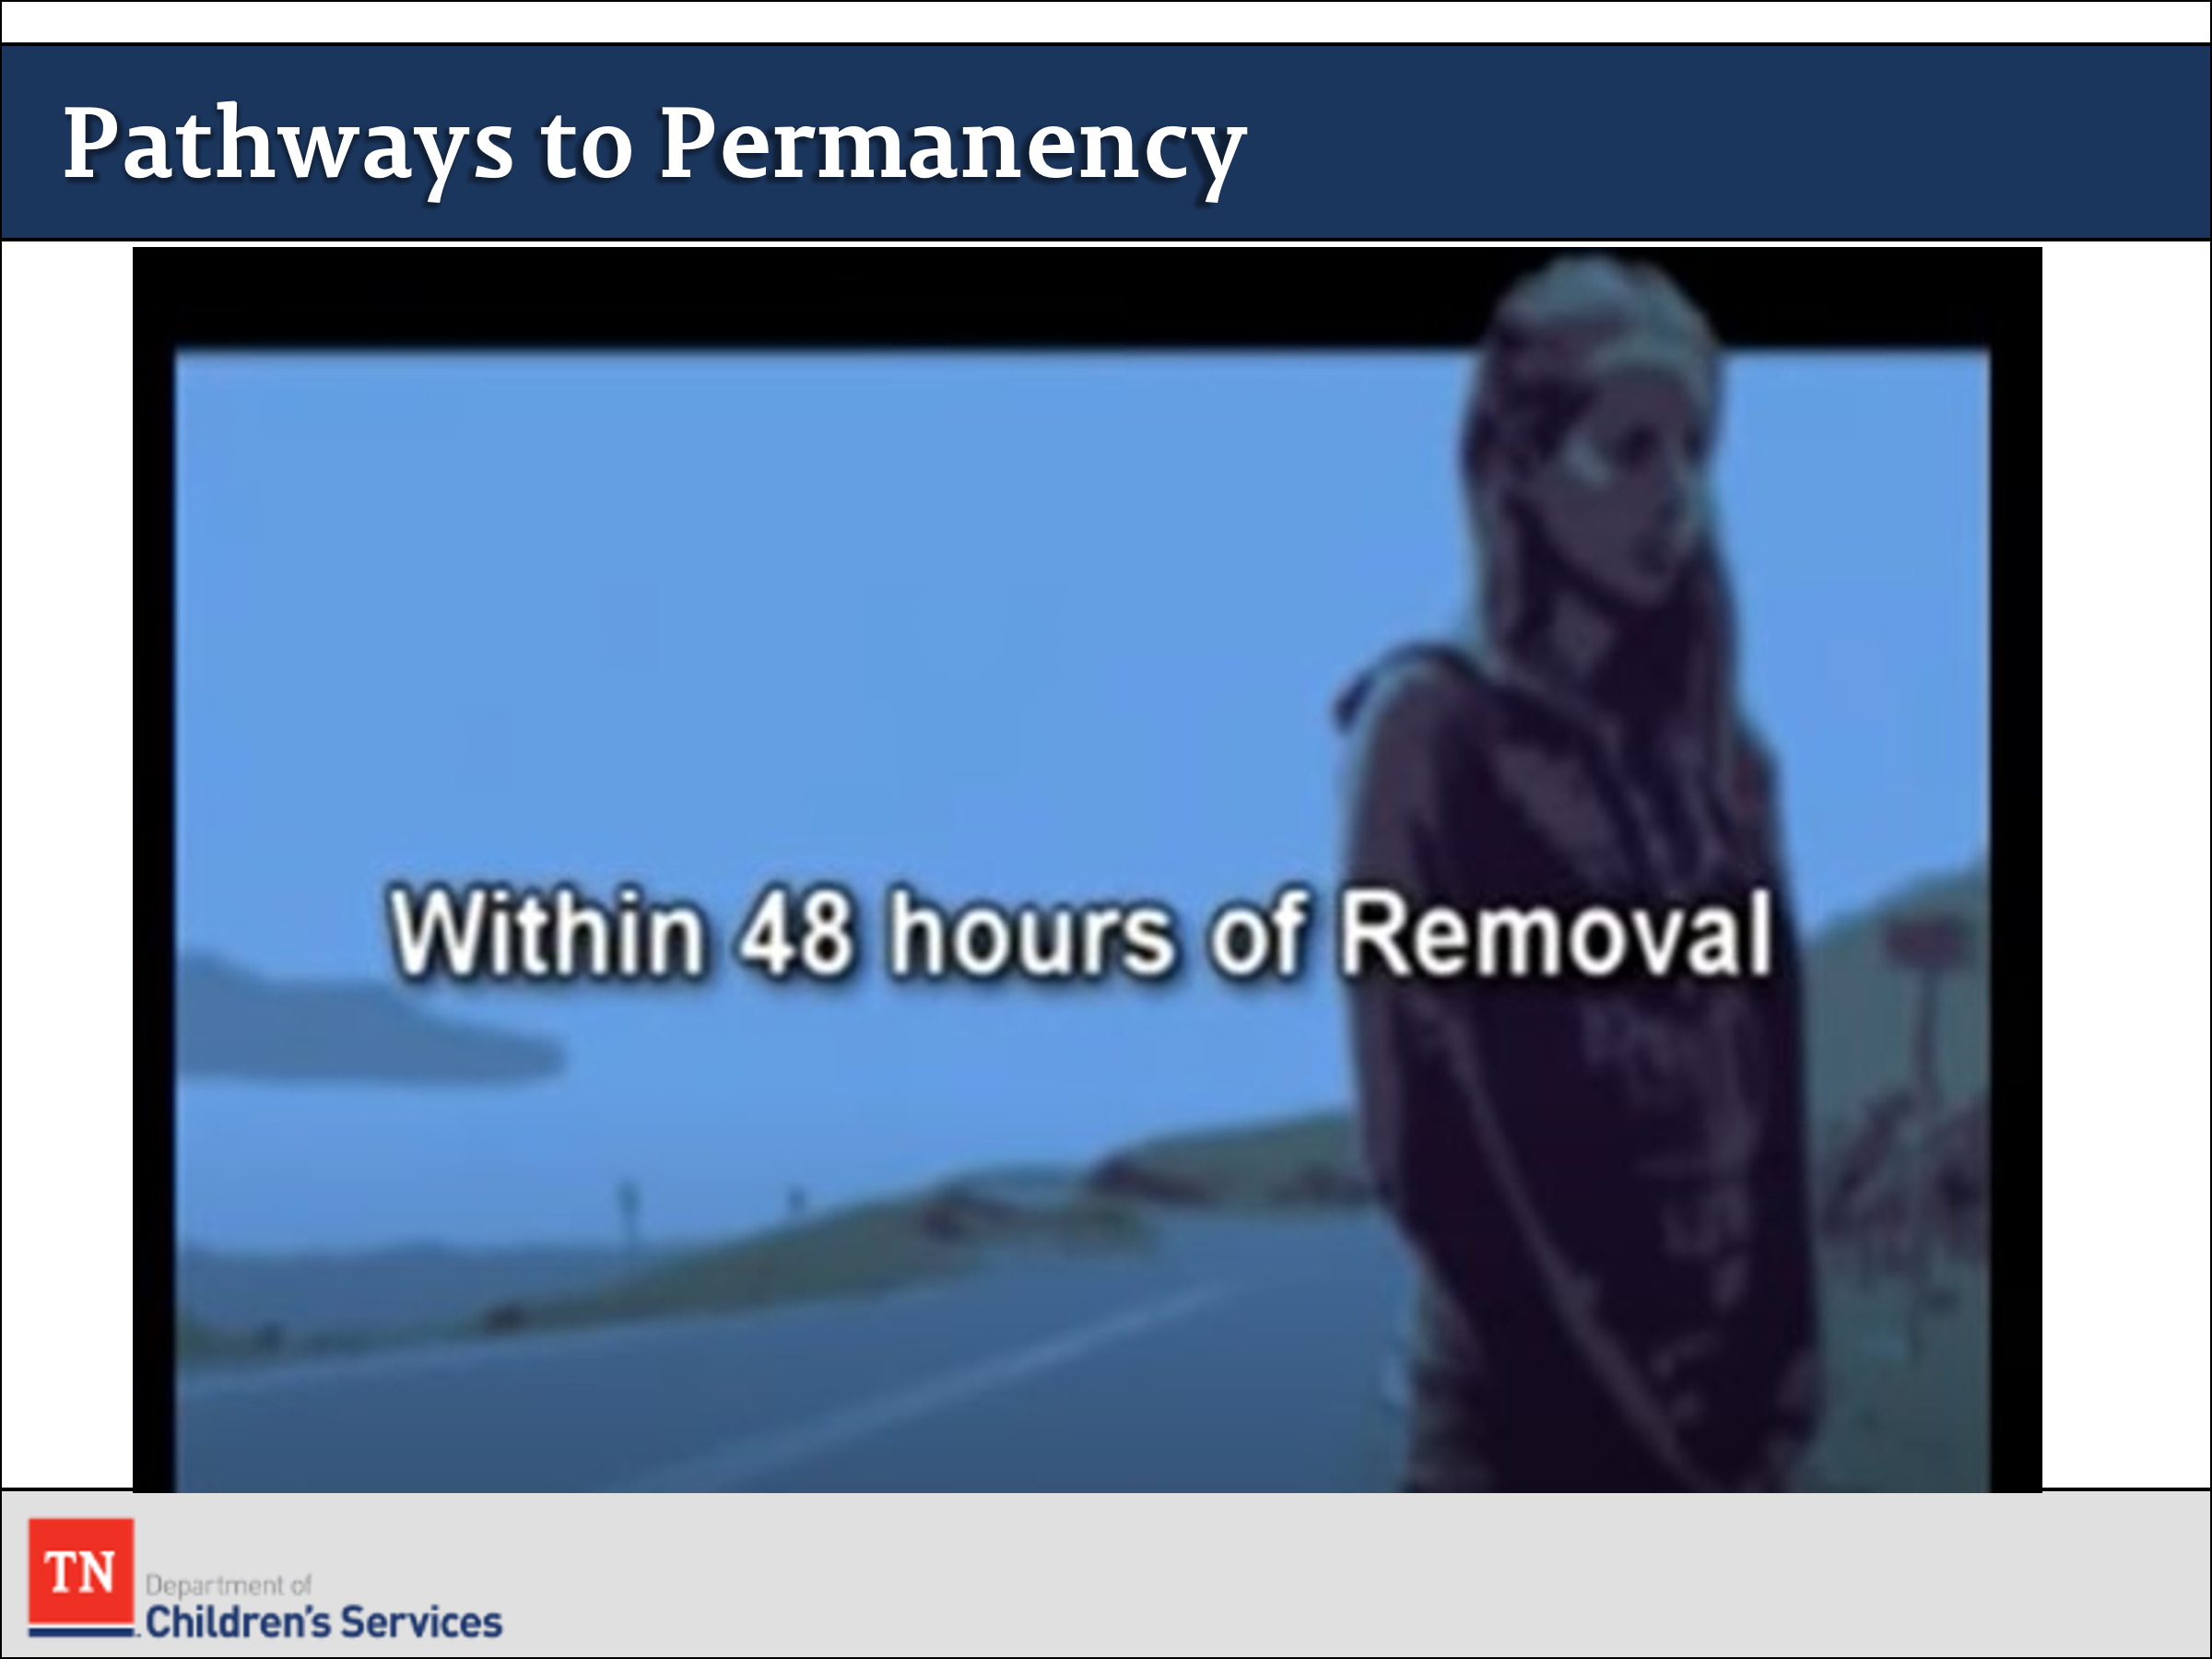 Pathways to Permanency
Within 48 hours of Removal
TN
Department of
Children's Services